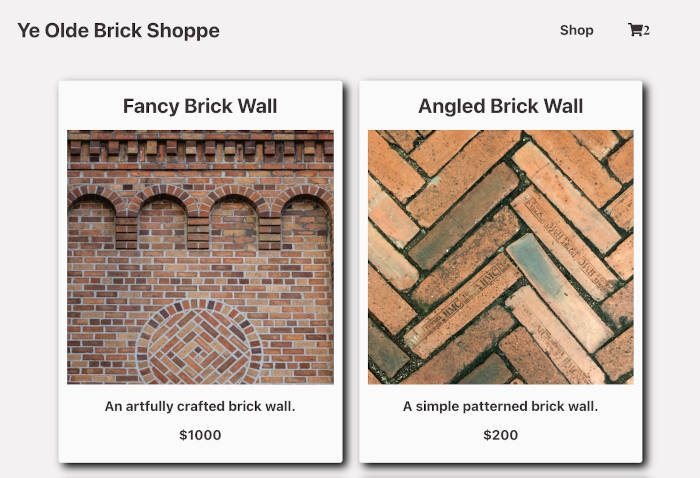 Ye Olde Brick Shoppe
Shop
2
Fancy Brick Wall
Angled Brick Wall
An artfully crafted brick wall.
A simple patterned brick wall.
$1000
$200